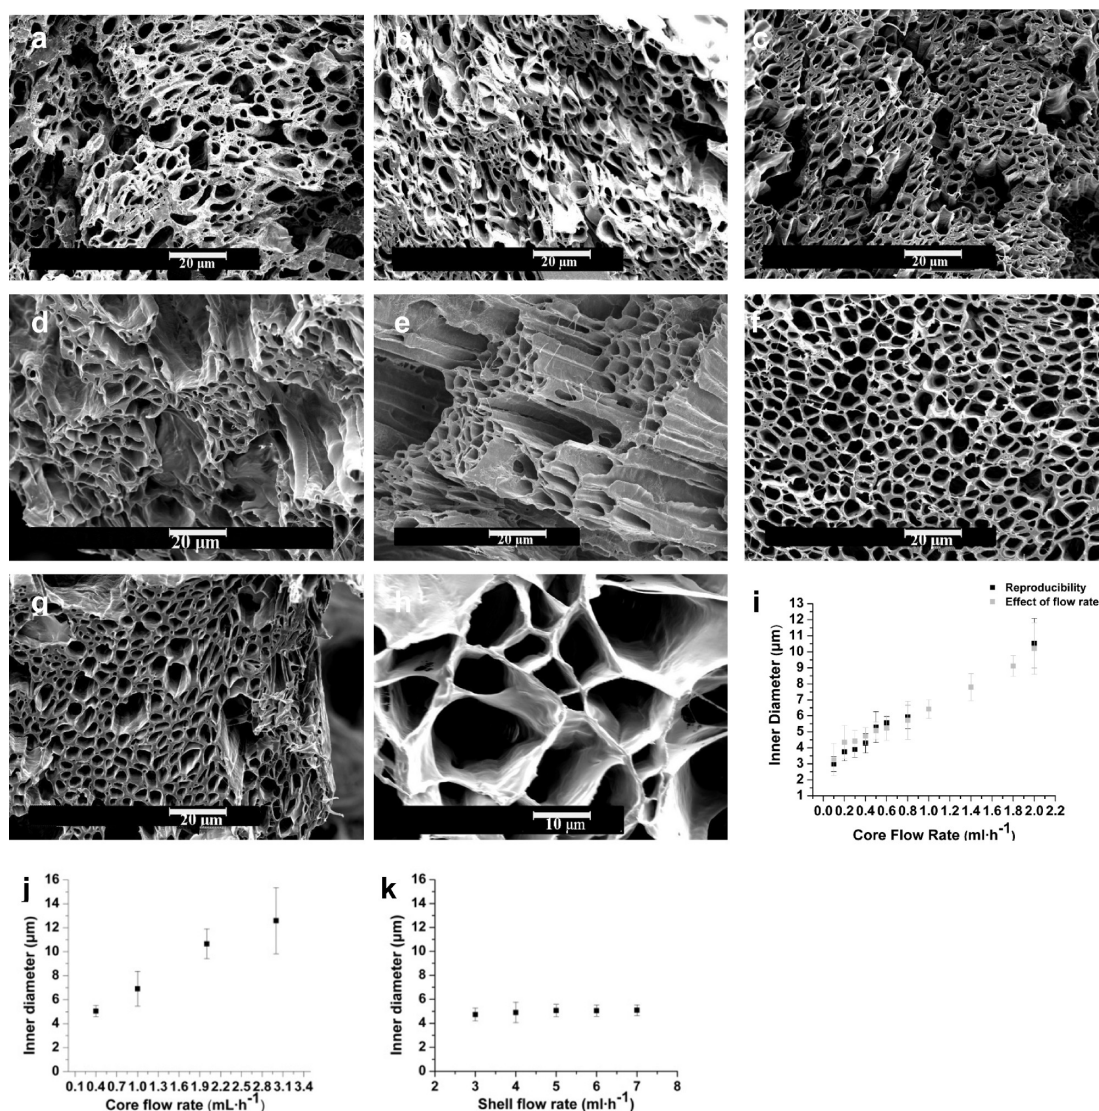 a
b
c
20 µm
20 µm
20 µm
d
e
f
20 µm
20 µm
20 µm
g
h
i
20 µm
10 µm
Reproducibility
Effect of flow rate
13
12
11
10
9
8
7
6
5
4
3
2
1
Inner Diameter (µm)
0.0 0.2 0.4 0.6 0.8 1.0 1.2 1.4 1.6 1.8 2.0 2.2
Core Flow Rate (ml·h⁻¹)
j
16
14
12
10
8
6
4
2
0
Inner diameter (µm)
0.1 0.4 0.7 1.0 1.3 1.6 1.9 2.2 2.5 2.8 3.1 3.4
Core flow rate (mL·h⁻¹)
k
16
14
12
10
8
6
4
2
0
Inner diameter (µm)
2 3 4 5 6 7 8
Shell flow rate (ml·h⁻¹)